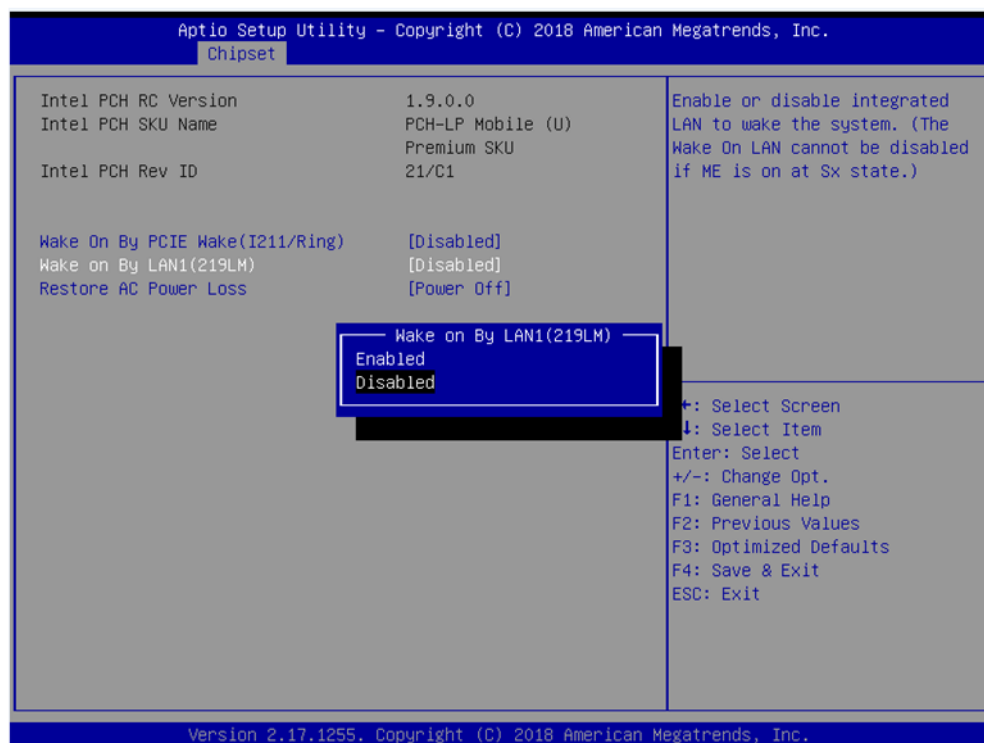 Aptio Setup Utility – Copyright (C) 2018 American Megatrends, Inc.
Chipset
Intel PCH RC Version 1.9.0.0
Intel PCH SKU Name PCH-LP Mobile (U)
Premium SKU
Intel PCH Rev ID 21/C1
Wake On By PCIE Wake(I211/Ring) [Disabled]
Wake on By LAN1(219LM) [Disabled]
Restore AC Power Loss [Power Off]
Wake on By LAN1(219LM)
Enabled
Disabled
Enable or disable integrated
LAN to wake the system. (The
Wake On LAN cannot be disabled
if ME is on at Sx state.)
: Select Screen
: Select Item
Enter: Select
+/-: Change Opt.
F1: General Help
F2: Previous Values
F3: Optimized Defaults
F4: Save & Exit
ESC: Exit
Version 2.17.1255. Copyright (C) 2018 American Megatrends, Inc.